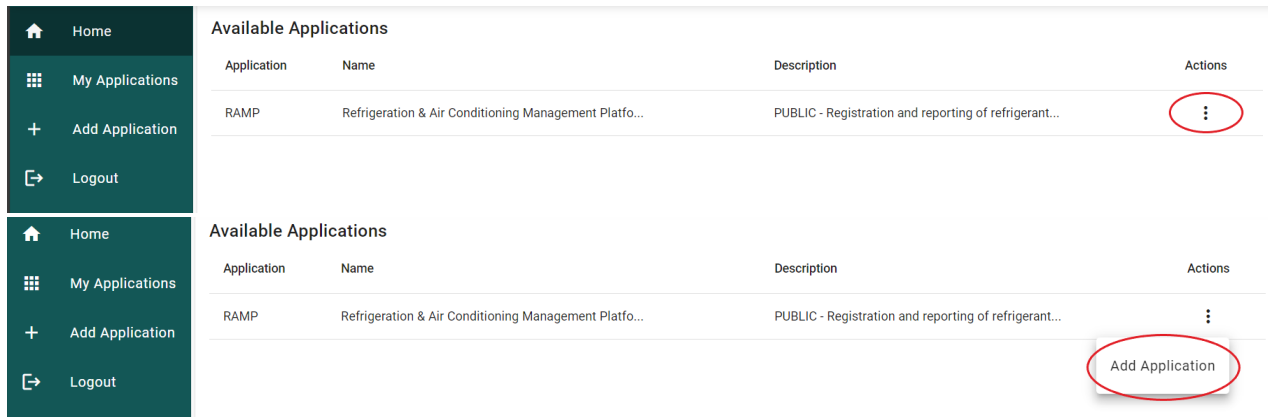 Home
My Applications
Add Application
Logout
Available Applications
Application Name Description Actions
RAMP Refrigeration & Air Conditioning Management Platfo... PUBLIC - Registration and reporting of refrigerant...
Home
My Applications
Add Application
Logout
Available Applications
Application Name Description Actions
RAMP Refrigeration & Air Conditioning Management Platfo... PUBLIC - Registration and reporting of refrigerant...
Add Application